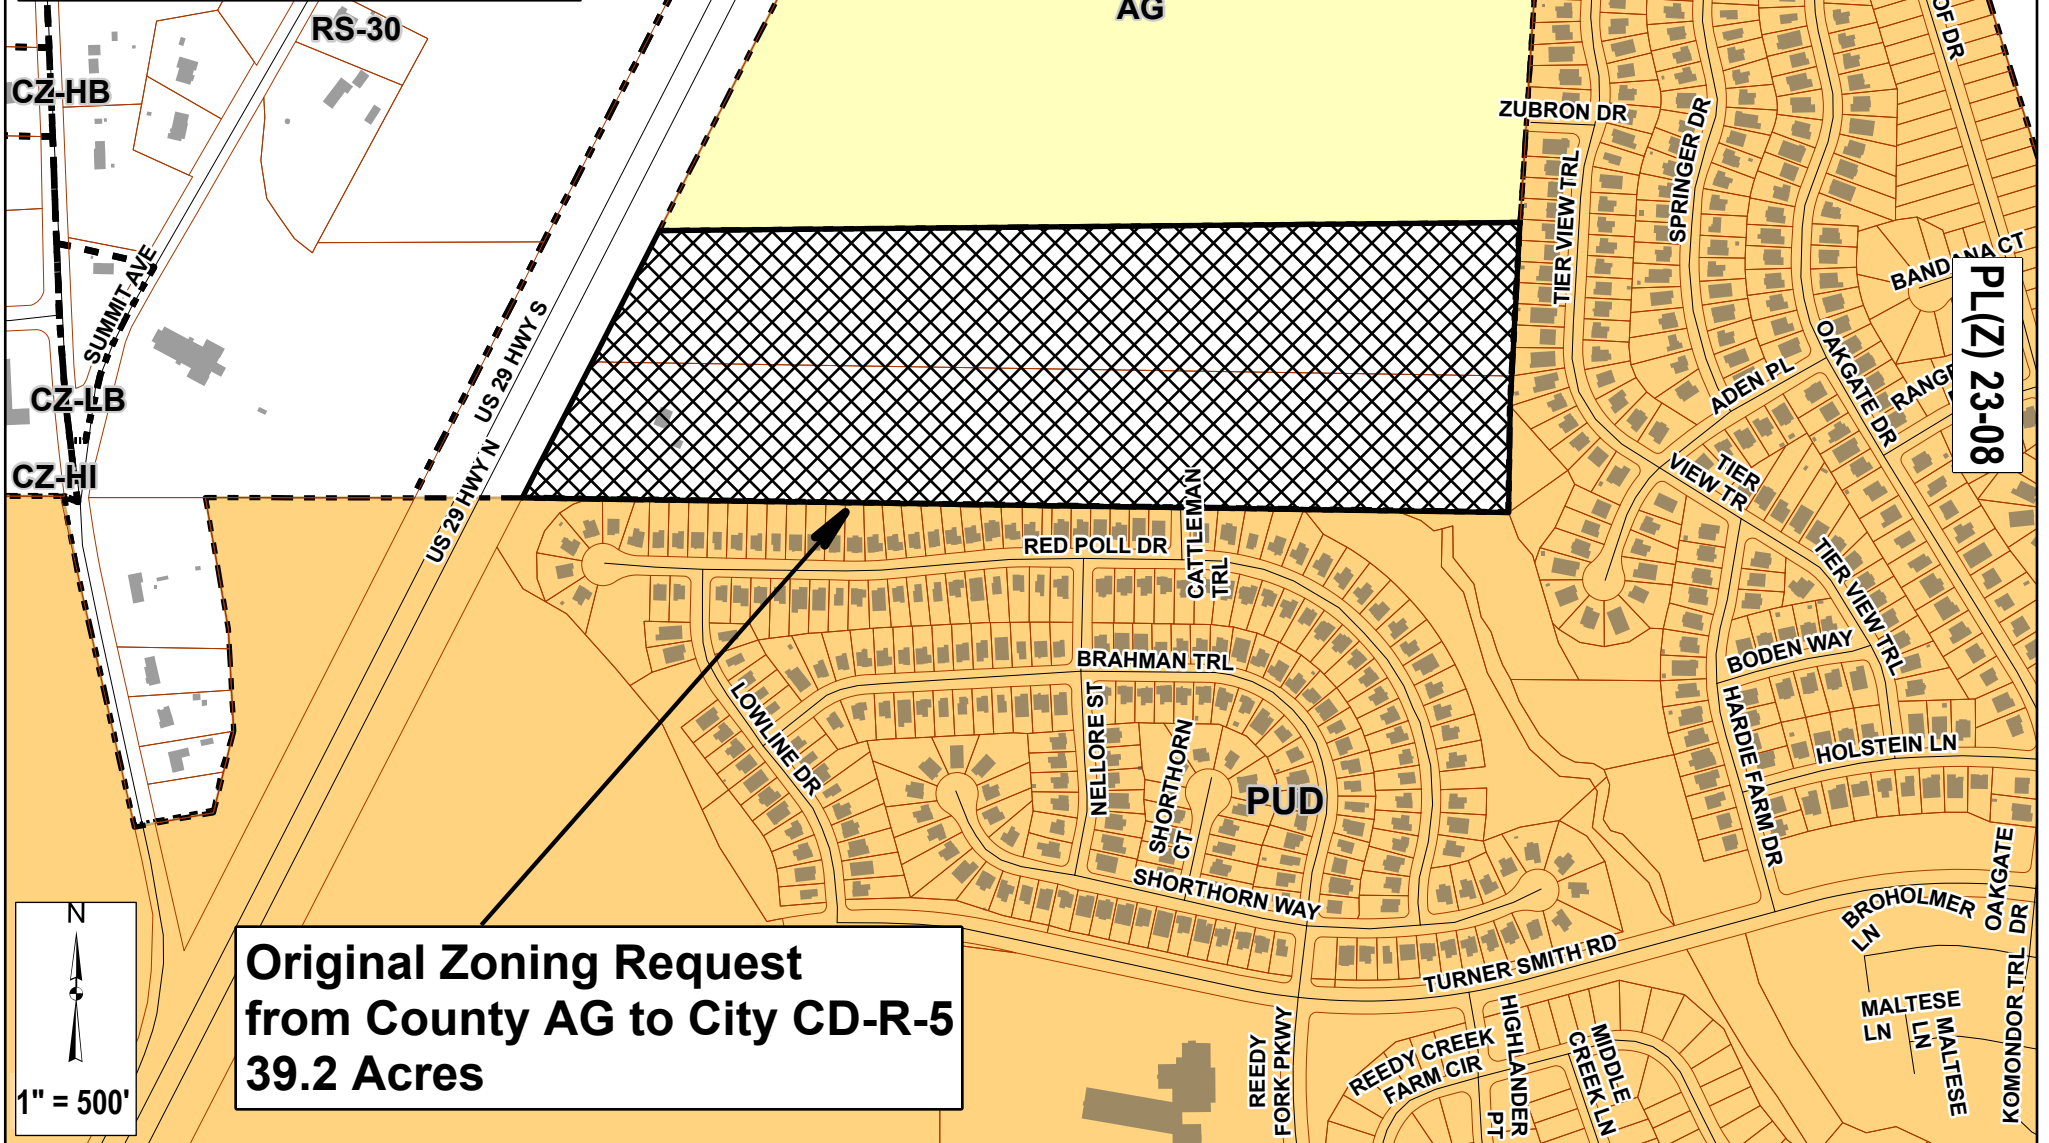 AG
RS-30
OF DR
CZ-HB
ZUBRON DR
SPRINGER DR
TIER VIEW TRL
BANDANA CT
SUMMIT AVE
US 29 HWY S
PL(Z) 23-08
OAKGATE DR
ADEN PL
CZ-LB
CZ-HI
US 29 HWY N
TIER
VIEW TR
CATTLEMAN
TRL
RED POLL DR
TIER VIEW TRL
BRAHMAN TRL
BODEN WAY
LOWLINE DR
NELLORE ST
SHORTHORN
CT
PUD
HARDIE FARM DR
HOLSTEIN LN
SHORTHORN WAY
OAKGATE
DR
BROHOLMER
LN
TURNER SMITH RD
N
1" = 500'
Original Zoning Request
from County AG to City CD-R-5
39.2 Acres
REEDY
FORK PKWY
REEDY CREEK
FARM CIR
HIGHLANDER
PT
MIDDLE
CREEK LN
MALTESE
LN
MALTESE
LN
KOMONDOR TRL